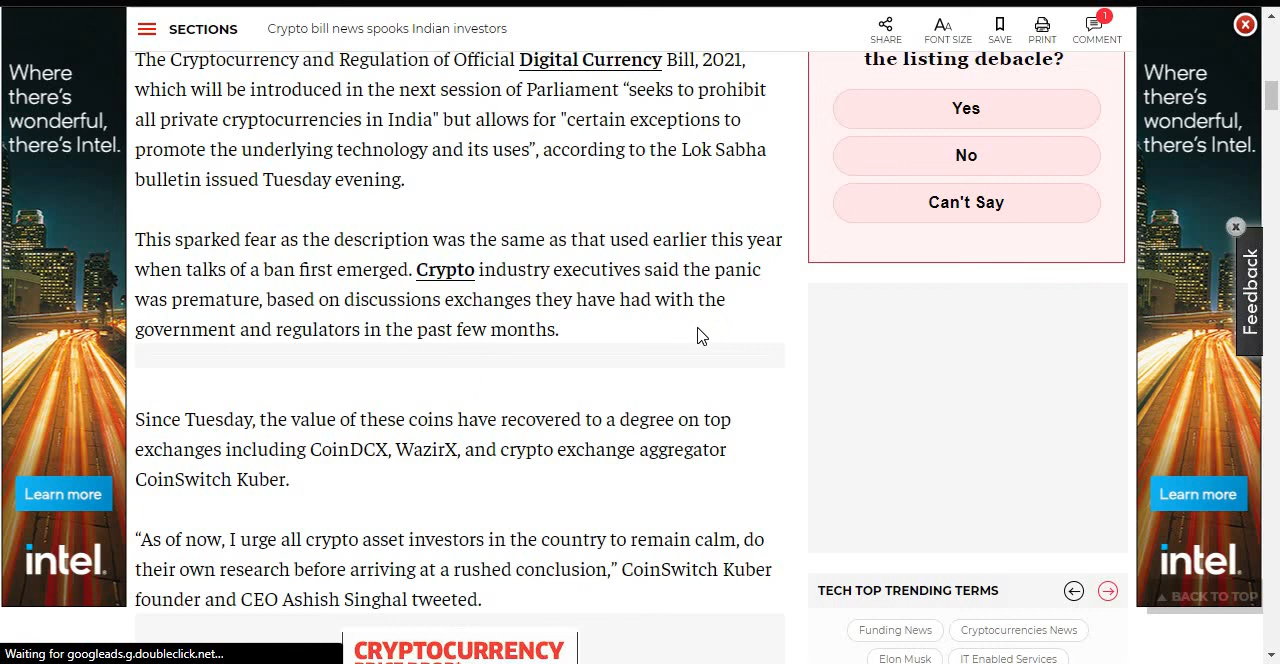 SECTIONS
Crypto bill news spooks Indian investors
SHARE
FONT SIZE
SAVE
PRINT
1
COMMENT
Where
there's
wonderful,
there's Intel.
Learn more
intel.
The Cryptocurrency and Regulation of Official Digital Currency Bill, 2021,
which will be introduced in the next session of Parliament “seeks to prohibit
all private cryptocurrencies in India" but allows for "certain exceptions to
promote the underlying technology and its uses”, according to the Lok Sabha
bulletin issued Tuesday evening.
This sparked fear as the description was the same as that used earlier this year
when talks of a ban first emerged. Crypto industry executives said the panic
was premature, based on discussions exchanges they have had with the
government and regulators in the past few months.
Since Tuesday, the value of these coins have recovered to a degree on top
exchanges including CoinDCX, WazirX, and crypto exchange aggregator
CoinSwitch Kuber.
“As of now, I urge all crypto asset investors in the country to remain calm, do
their own research before arriving at a rushed conclusion,” CoinSwitch Kuber
founder and CEO Ashish Singhal tweeted.
CRYPTOCURRENCY
PRICE DROP
the listing debacle?
Yes
No
Can't Say
TECH TOP TRENDING TERMS
Funding News
Cryptocurrencies News
Elon Musk
IT Enabled Services
Where
there's
wonderful,
there's Intel.
Feedback
Learn more
intel.
BACK TO TOP
Waiting for googleads.g.doubleclick.net...